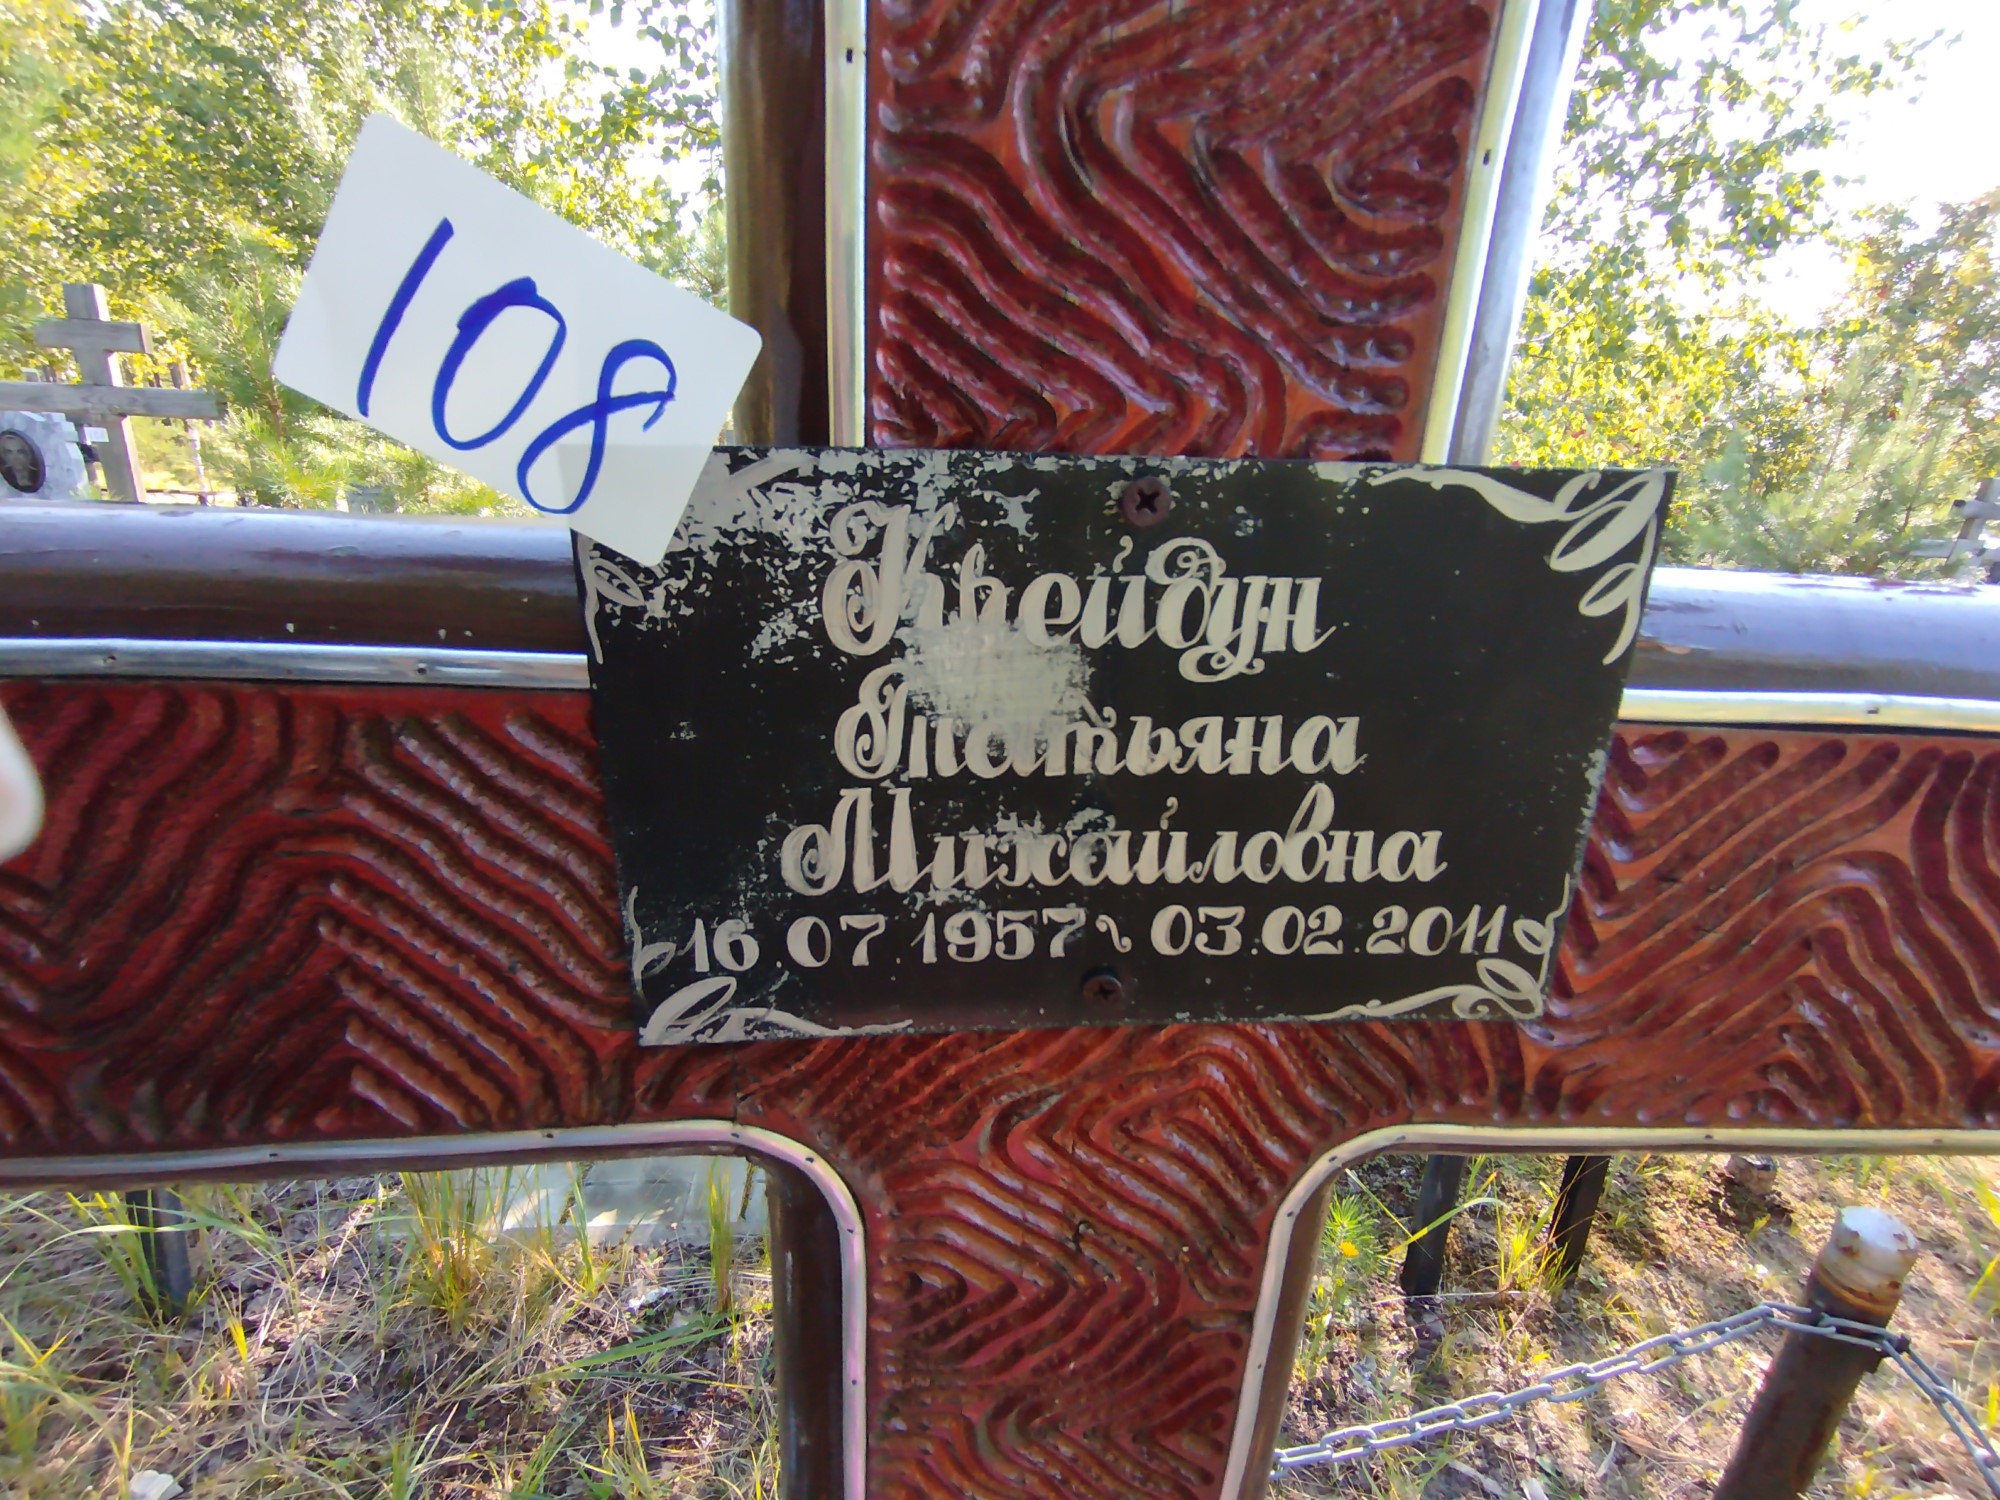 108
Крейдун
Татьяна
Михайловна
16.07.1957 ~ 03.02.2011